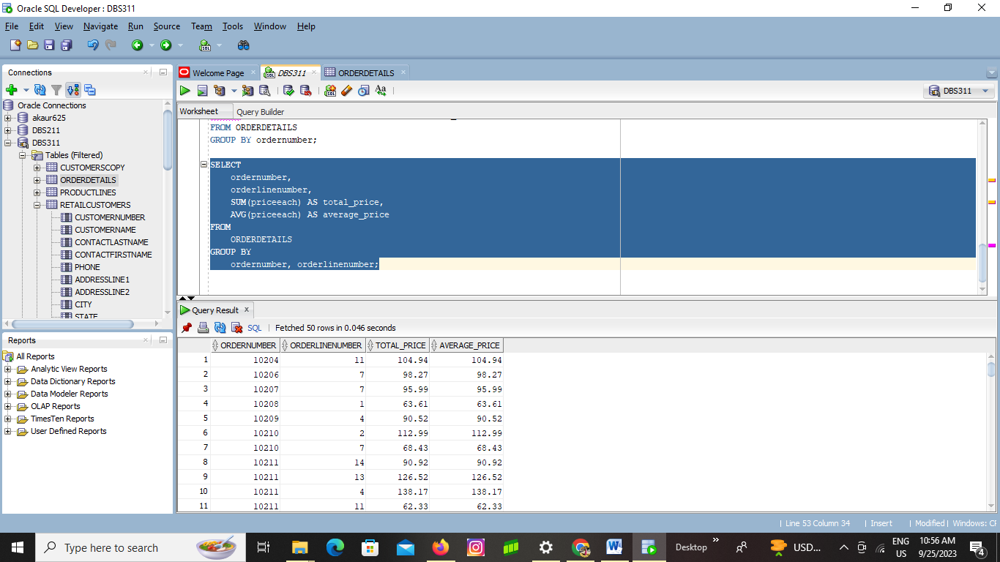 Oracle SQL Developer : DBS311
File Edit View Navigate Run Source Team Tools Window Help
Connections
Oracle Connections
akaur625
DBS211
DBS311
Tables (Filtered)
CUSTOMERSCOPY
ORDERDETAILS
PRODUCTLINES
RETAILCUSTOMERS
CUSTOMERNUMBER
CUSTOMERNAME
CONTACTLASTNAME
CONTACTFIRSTNAME
PHONE
ADDRESSLINE1
ADDRESSLINE2
CITY
STATE
Reports
All Reports
Analytic View Reports
Data Dictionary Reports
Data Modeler Reports
OLAP Reports
TimesTen Reports
User Defined Reports
Welcome Page DBS311 ORDERDETAILS
DBS311
Worksheet Query Builder
FROM ORDERDETAILS
GROUP BY ordernumber;
SELECT
ordernumber,
orderlinenumber,
SUM(priceeach) AS total_price,
AVG(priceeach) AS average_price
FROM
ORDERDETAILS
GROUP BY
ordernumber, orderlinenumber;
Query Result x
SQL | Fetched 50 rows in 0.046 seconds
ORDERNUMBER ORDERLINENUMBER TOTAL_PRICE AVERAGE_PRICE
1 10204 11 104.94 104.94
2 10206 7 98.27 98.27
3 10207 7 95.99 95.99
4 10208 1 63.61 63.61
5 10209 4 90.52 90.52
6 10210 2 112.99 112.99
7 10210 7 68.43 68.43
8 10211 14 90.92 90.92
9 10211 13 126.52 126.52
10 10211 4 138.17 138.17
11 10211 11 62.33 62.33
| Line 53 Column 34 | Insert | Modified | Windows: CF
Type here to search
Desktop
USD...
ENG
US
10:56 AM
9/25/2023
4